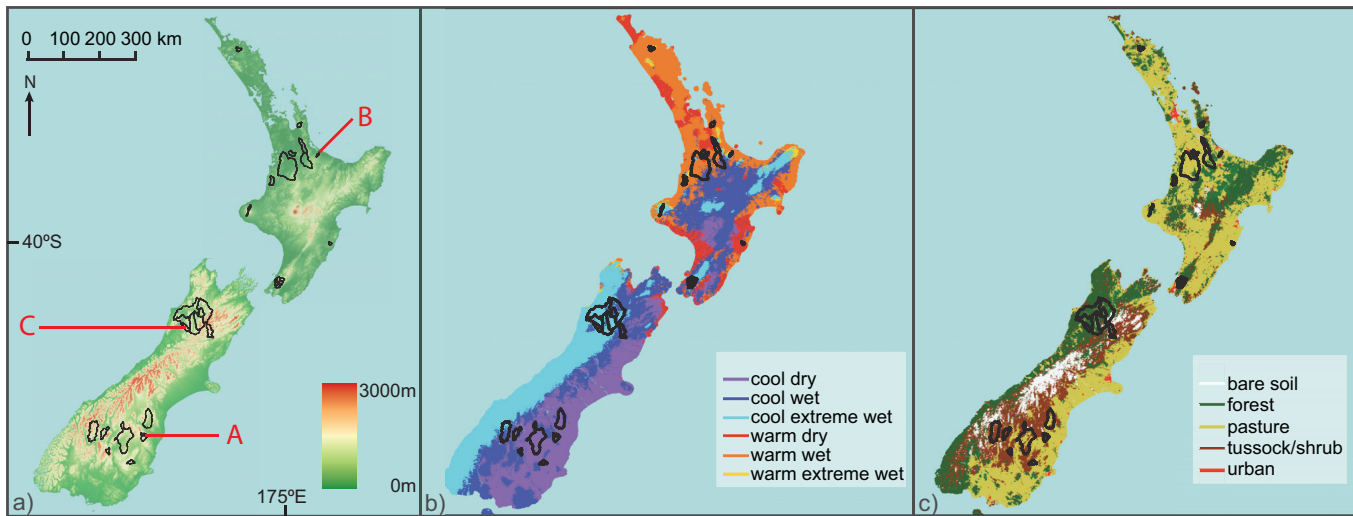 0 100 200 300 km
N
B
40ºS
C
3000m
A
0m
175ºE
a)
cool dry
cool wet
cool extreme wet
warm dry
warm wet
warm extreme wet
b)
bare soil
forest
pasture
tussock/shrub
urban
c)